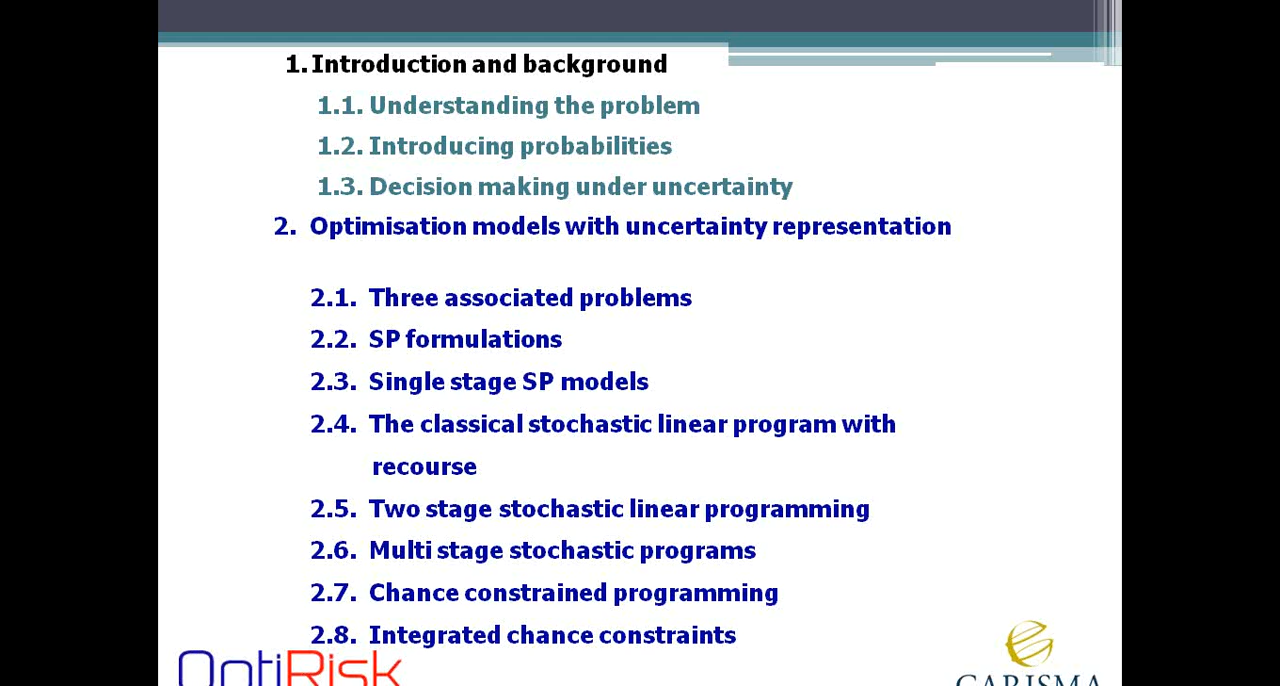 1. Introduction and background
1.1. Understanding the problem
1.2. Introducing probabilities
1.3. Decision making under uncertainty
2. Optimisation models with uncertainty representation
2.1. Three associated problems
2.2. SP formulations
2.3. Single stage SP models
2.4. The classical stochastic linear program with
recourse
2.5. Two stage stochastic linear programming
2.6. Multi stage stochastic programs
2.7. Chance constrained programming
2.8. Integrated chance constraints
OptiRisk
CARISMA